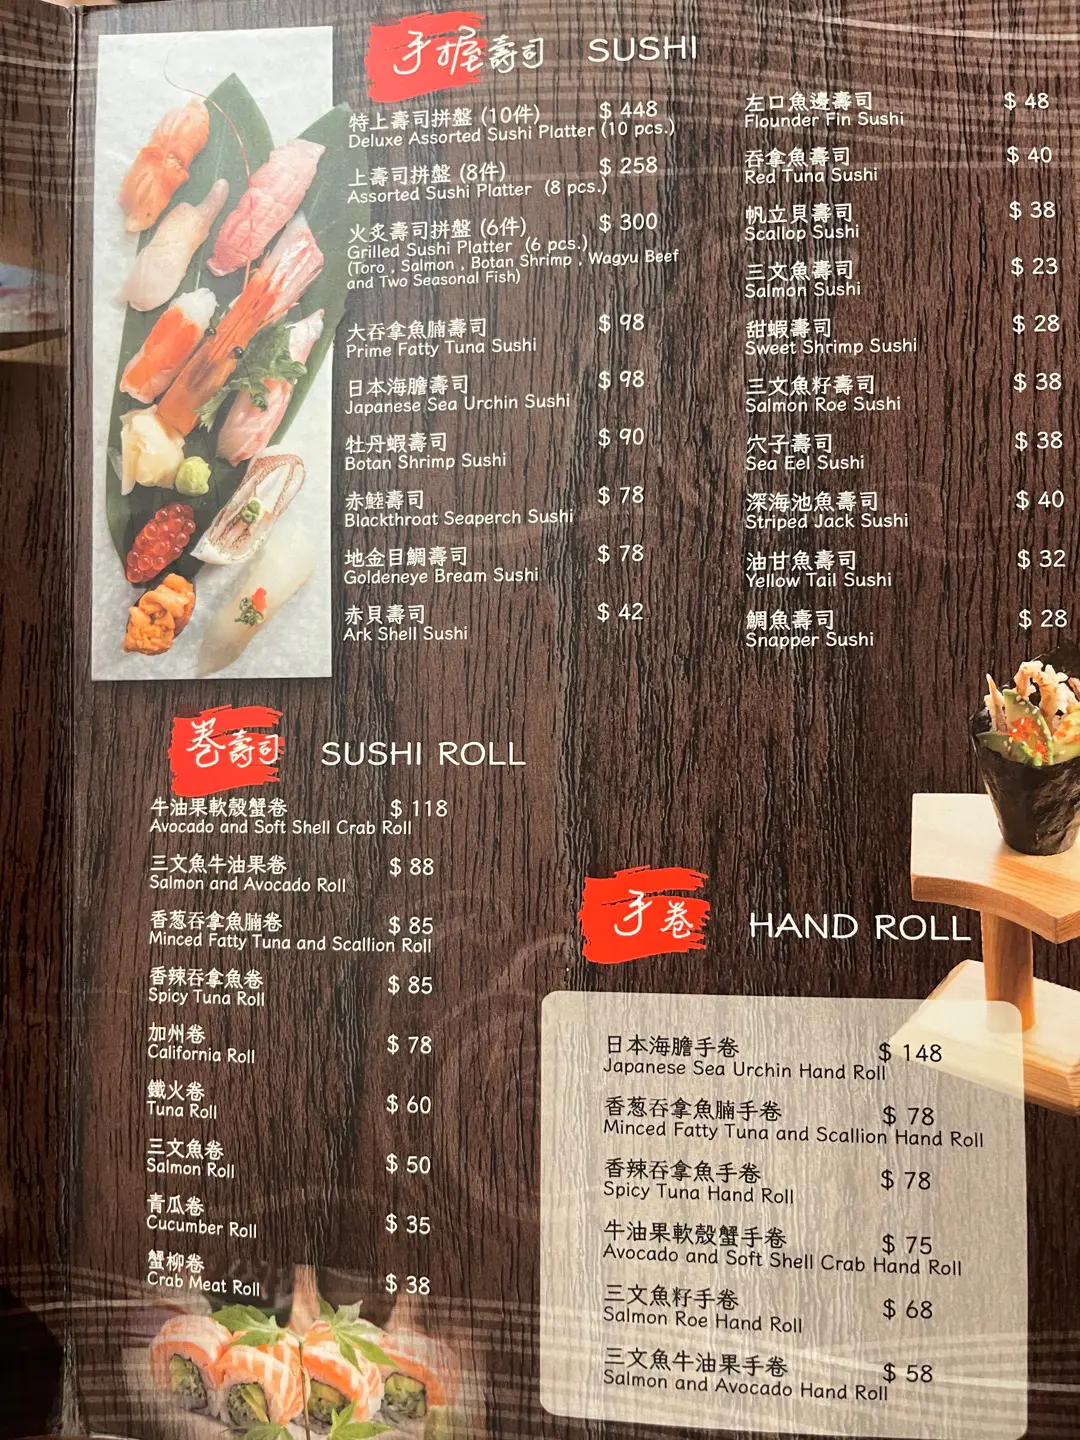 手握壽司 SUSHI
特上壽司拼盤 (10件) $ 448
Deluxe Assorted Sushi Platter (10 pcs.)
上壽司拼盤 (8件) $ 258
Assorted Sushi Platter (8 pcs.)
火炙壽司拼盤 (6件) $ 300
Grilled Sushi Platter (6 pcs.)
(Toro , Salmon , Botan Shrimp , Wagyu Beef
and Two Seasonal Fish)
大吞拿魚腩壽司 $ 98
Prime Fatty Tuna Sushi
日本海膽壽司 $ 98
Japanese Sea Urchin Sushi
牡丹蝦壽司 $ 90
Botan Shrimp Sushi
赤鯥壽司 $ 78
Blackthroat Seaperch Sushi
地金目鯛壽司 $ 78
Goldeneye Bream Sushi
赤貝壽司 $ 42
Ark Shell Sushi
左口魚邊壽司 $ 48
Flounder Fin Sushi
吞拿魚壽司 $ 40
Red Tuna Sushi
帆立貝壽司 $ 38
Scallop Sushi
三文魚壽司 $ 23
Salmon Sushi
甜蝦壽司 $ 28
Sweet Shrimp Sushi
三文魚籽壽司 $ 38
Salmon Roe Sushi
穴子壽司 $ 38
Sea Eel Sushi
深海池魚壽司 $ 40
Striped Jack Sushi
油甘魚壽司 $ 32
Yellow Tail Sushi
鯛魚壽司 $ 28
Snapper Sushi
卷壽司 SUSHI ROLL
牛油果軟殼蟹卷 $ 118
Avocado and Soft Shell Crab Roll
三文魚牛油果卷 $ 88
Salmon and Avocado Roll
香葱吞拿魚腩卷 $ 85
Minced Fatty Tuna and Scallion Roll
香辣吞拿魚卷 $ 85
Spicy Tuna Roll
加州卷 $ 78
California Roll
鐵火卷 $ 60
Tuna Roll
三文魚卷 $ 50
Salmon Roll
青瓜卷 $ 35
Cucumber Roll
蟹柳卷 $ 38
Crab Meat Roll
手卷 HAND ROLL
日本海膽手卷 $ 148
Japanese Sea Urchin Hand Roll
香葱吞拿魚腩手卷 $ 78
Minced Fatty Tuna and Scallion Hand Roll
香辣吞拿魚手卷 $ 78
Spicy Tuna Hand Roll
牛油果軟殼蟹手卷 $ 75
Avocado and Soft Shell Crab Hand Roll
三文魚籽手卷 $ 68
Salmon Roe Hand Roll
三文魚牛油果手卷 $ 58
Salmon and Avocado Hand Roll